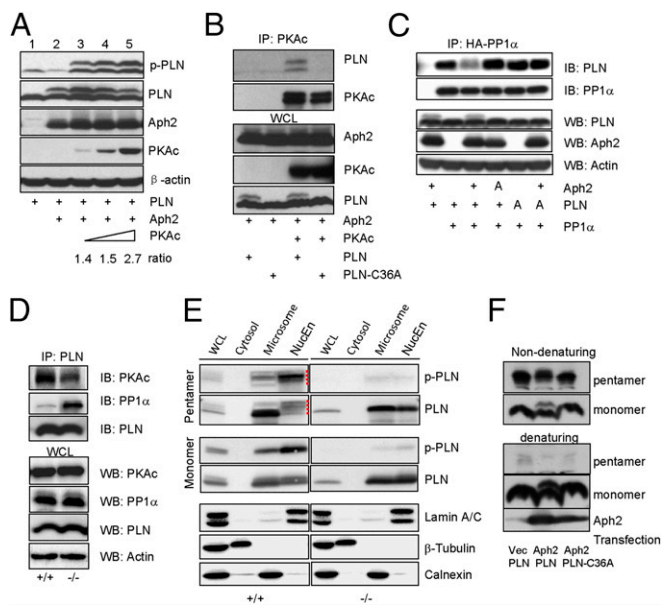 A
1 2 3 4 5
p-PLN
PLN
Aph2
PKAc
β-actin
+ + + + + PLN
+ + + + Aph2
PKAc
1.4 1.5 2.7 ratio
B
IP: PKAc
PLN
PKAc
WCL
Aph2
PKAc
PLN
+ + + + Aph2
+ + PKAc
+ + PLN
+ + PLN-C36A
C
IP: HA-PP1α
IB: PLN
IB: PP1α
WB: PLN
WB: Aph2
WB: Actin
+ + A + Aph2
+ + + + A A PLN
+ + + + + PP1α
D
IP: PLN
IB: PKAc
IB: PP1α
IB: PLN
WCL
WB: PKAc
WB: PP1α
WB: PLN
WB: Actin
+/+ -/-
E
WCL Cytosol Microsome NucEn WCL Cytosol Microsome NucEn
Pentamer
p-PLN
PLN
Monomer
p-PLN
PLN
Lamin A/C
β-Tubulin
Calnexin
+/+ -/-
F
Non-denaturing
pentamer
monomer
denaturing
pentamer
monomer
Aph2
Transfection
Vec Aph2 Aph2
PLN PLN PLN-C36A